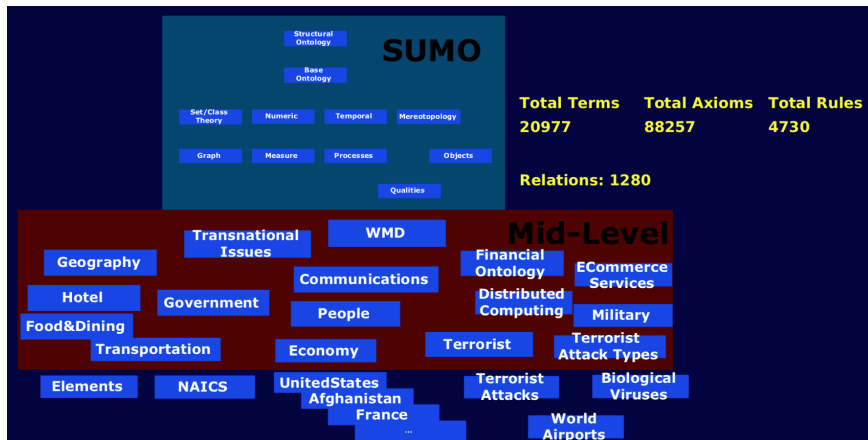 Structural
Ontology
SUMO
Base
Ontology
Total Terms Total Axioms Total Rules
20977 88257 4730
Set/Class
Theory
Numeric
Temporal
Mereotopology
Graph
Measure
Processes
Objects
Relations: 1280
Qualities
Mid-Level
Transnational
Issues
WMD
Geography
Financial
Ontology
Communications
ECommerce
Services
Hotel
Government
Distributed
Computing
People
Military
Food&Dining
Transportation
Economy
Terrorist
Terrorist
Attack Types
Elements
NAICS
UnitedStates
Afghanistan
France
...
Terrorist
Attacks
Biological
Viruses
World
Airports